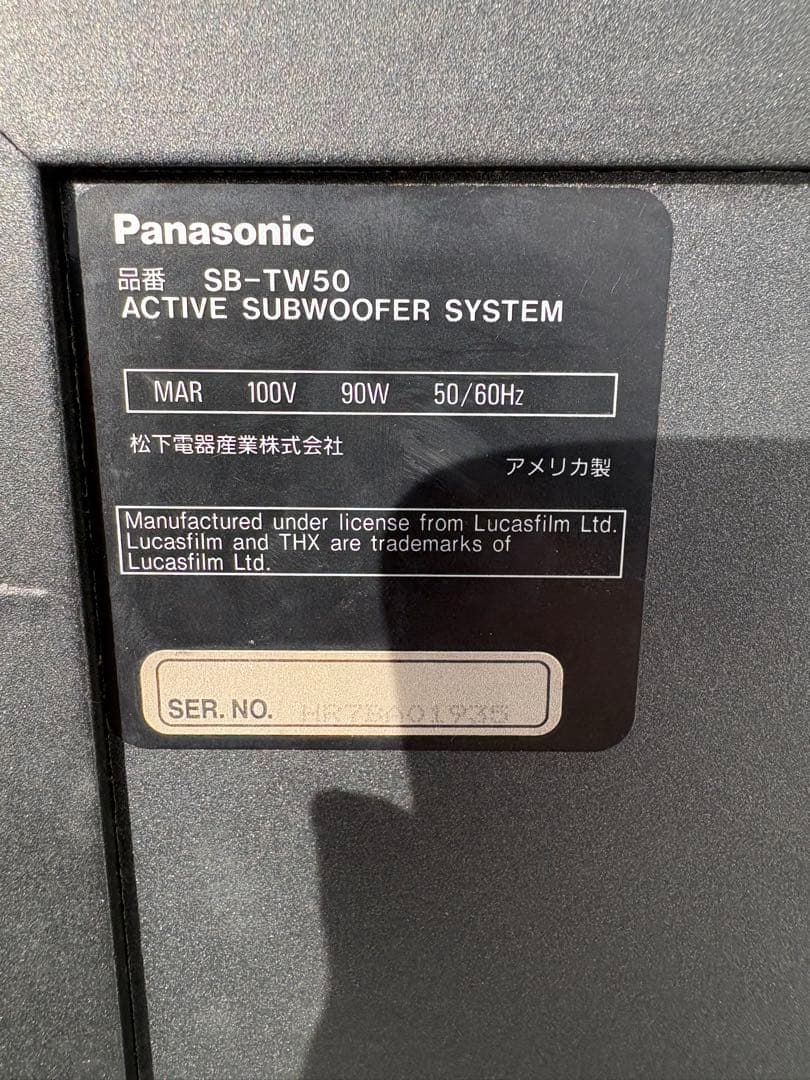 Panasonic
品番 SB-TW50
ACTIVE SUBWOOFER SYSTEM
MAR 100V 90W 50/60Hz
松下電器産業株式会社
アメリカ製
Manufactured under license from Lucasfilm Ltd.
Lucasfilm and THX are trademarks of
Lucasfilm Ltd.
SER. NO.